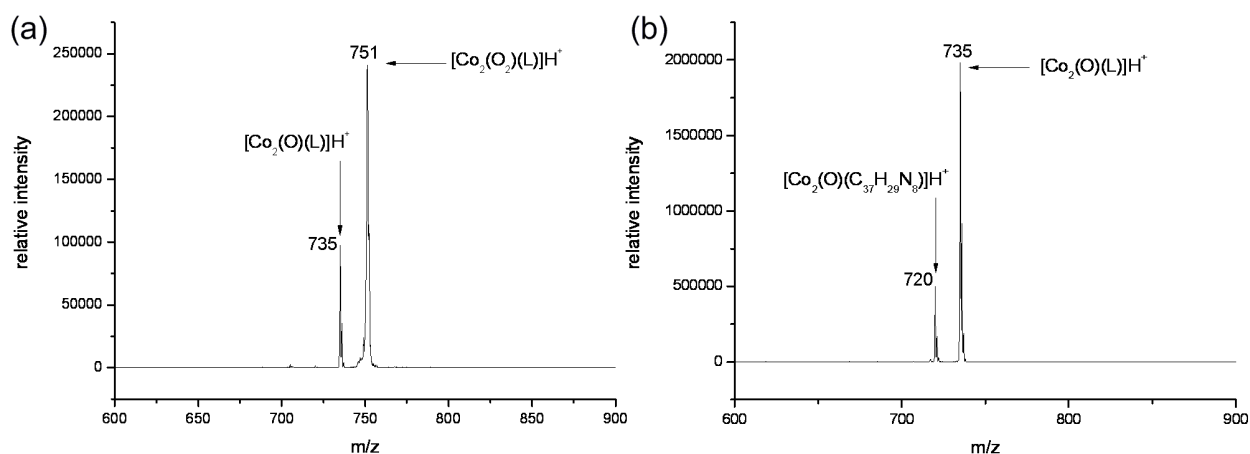 (a)
250000
200000
150000
100000
50000
0
relative intensity
751
[Co₂(O₂)(L)]H⁺
[Co₂(O)(L)]H⁺
735
600 650 700 750 800 850 900
m/z
(b)
2000000
1500000
1000000
500000
0
relative intensity
735
[Co₂(O)(L)]H⁺
[Co₂(O)(C₃₇H₂₉N₈)]H⁺
720
600 700 800 900
m/z